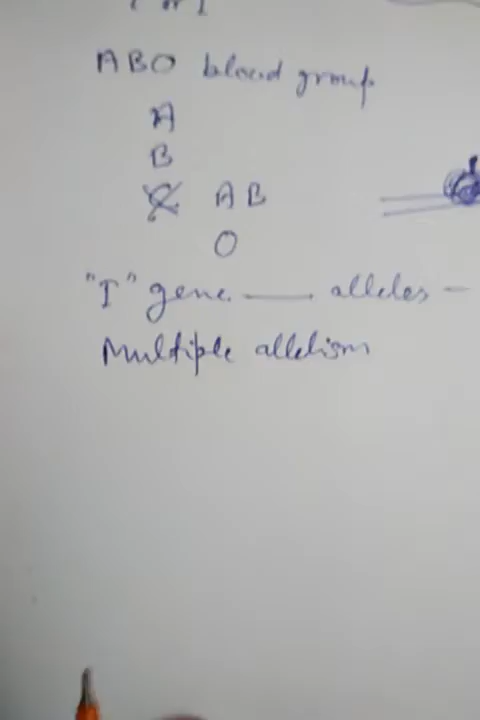 ABO blood group
A
B
AB
O
"I" gene — alleles —
Multiple allelism